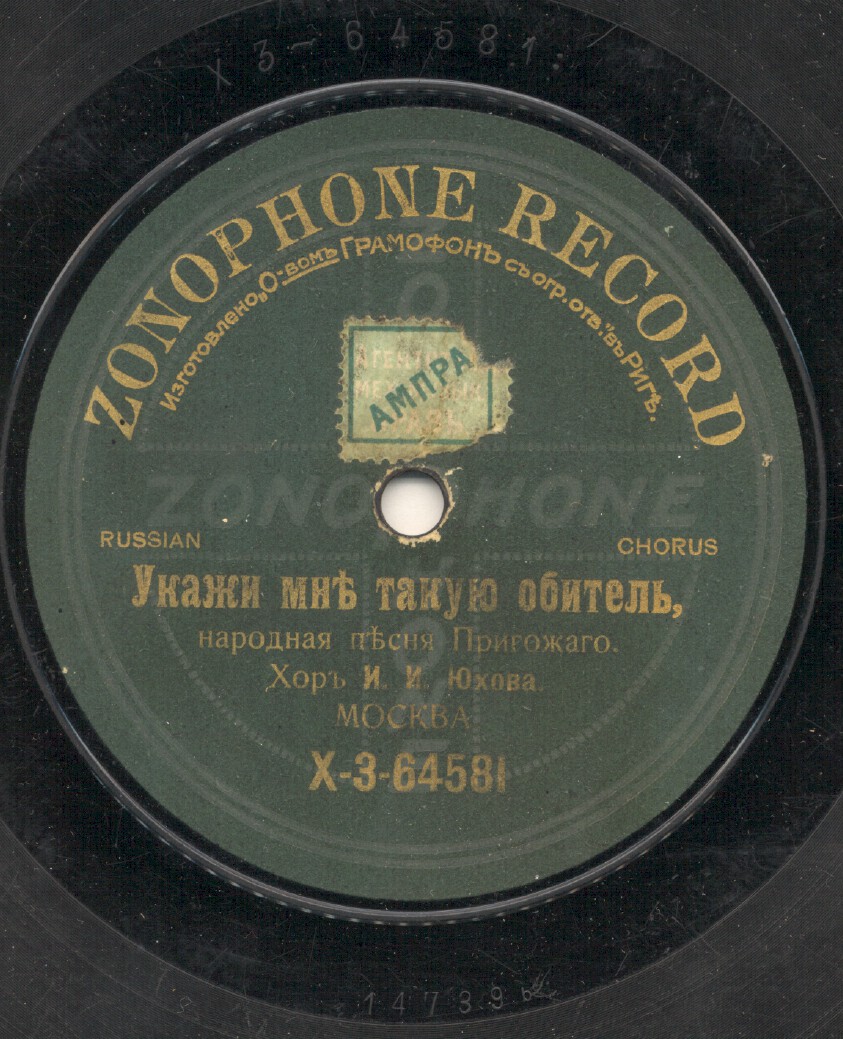 X 3 - 64581.
ZONOPHONE RECORD
Изготовлено „О-вомъ ГРАМОФОНЪ съ огр. отв.“ въ РИГѢ.
АМПРА
ZONOPHONE
RUSSIAN CHORUS
Укажи мнѣ такую обитель,
народная пѣсня Пригожаго.
Хоръ И. И. Юхова.
МОСКВА
X-3-64581
14739